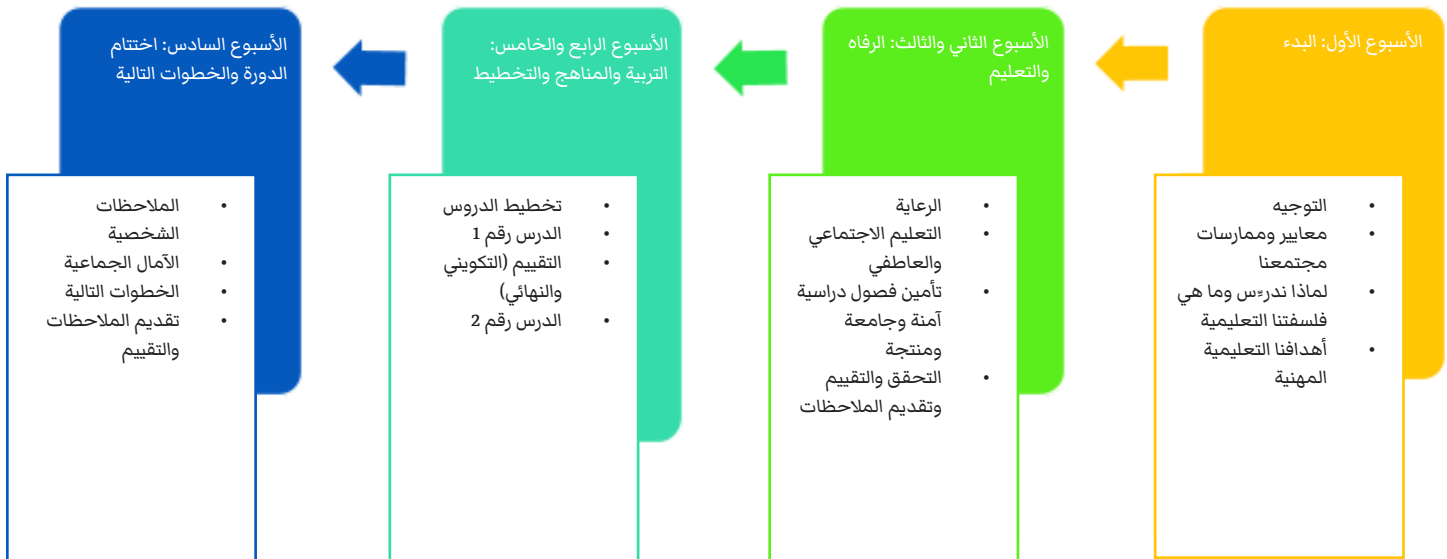 الأسبوع الأول: البدء
• التوجيه
• معايير وممارسات
مجتمعنا
• لماذا ندرّس وما هي
فلسفتنا التعليمية
• أهدافنا التعليمية
المهنية
الأسبوع الثاني والثالث: الرفاه
والتعليم
• الرعاية
• التعليم الاجتماعي
والعاطفي
• تأمين فصول دراسية
آمنة وجامعة
ومنتجة
• التحقق والتقييم
وتقديم الملاحظات
الأسبوع الرابع والخامس:
التربية والمناهج والتخطيط
• تخطيط الدروس
• الدرس رقم 1
• التقييم (التكويني
والنهائي)
• الدرس رقم 2
الأسبوع السادس: اختتام
الدورة والخطوات التالية
• الملاحظات
الشخصية
• الآمال الجماعية
• الخطوات التالية
• تقديم الملاحظات
والتقييم